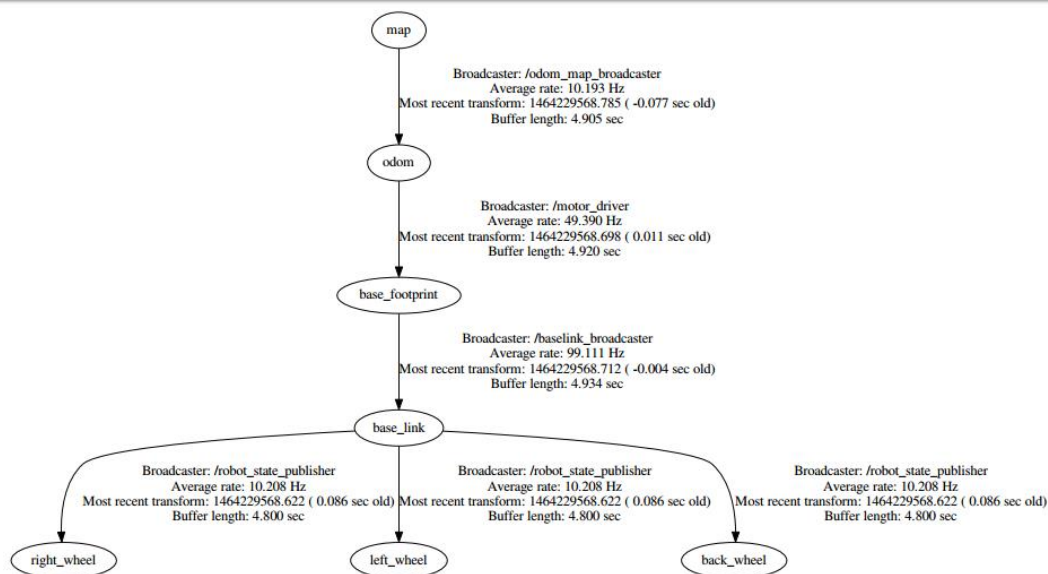 map
Broadcaster: /odom_map_broadcaster
Average rate: 10.193 Hz
Most recent transform: 1464229568.785 ( -0.077 sec old)
Buffer length: 4.905 sec
odom
Broadcaster: /motor_driver
Average rate: 49.390 Hz
Most recent transform: 1464229568.698 ( 0.011 sec old)
Buffer length: 4.920 sec
base_footprint
Broadcaster: /baselink_broadcaster
Average rate: 99.111 Hz
Most recent transform: 1464229568.712 ( -0.004 sec old)
Buffer length: 4.934 sec
base_link
Broadcaster: /robot_state_publisher
Average rate: 10.208 Hz
Most recent transform: 1464229568.622 ( 0.086 sec old)
Buffer length: 4.800 sec
Broadcaster: /robot_state_publisher
Average rate: 10.208 Hz
Most recent transform: 1464229568.622 ( 0.086 sec old)
Buffer length: 4.800 sec
Broadcaster: /robot_state_publisher
Average rate: 10.208 Hz
Most recent transform: 1464229568.622 ( 0.086 sec old)
Buffer length: 4.800 sec
right_wheel
left_wheel
back_wheel